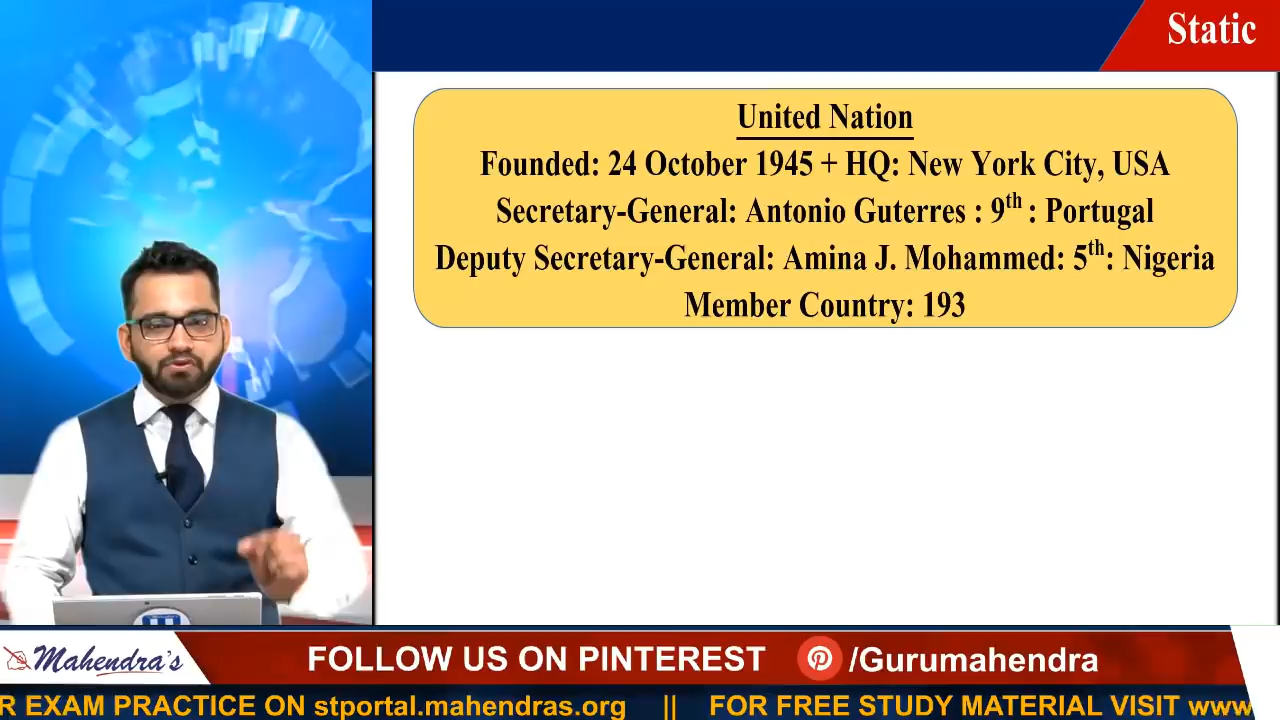 Static
United Nation
Founded: 24 October 1945 + HQ: New York City, USA
Secretary-General: Antonio Guterres : 9th : Portugal
Deputy Secretary-General: Amina J. Mohammed: 5th: Nigeria
Member Country: 193
Mahendra's
FOLLOW US ON PINTEREST /Gurumahendra
R EXAM PRACTICE ON stportal.mahendras.org || FOR FREE STUDY MATERIAL VISIT www